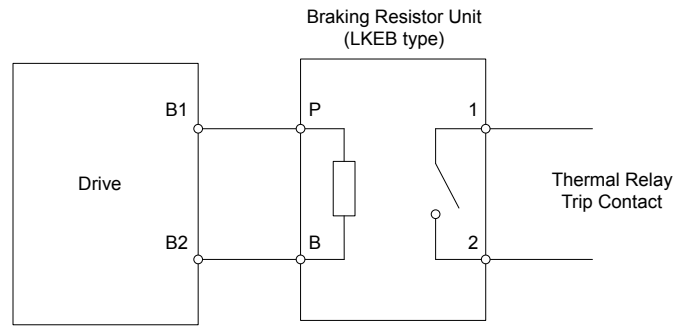 Braking Resistor Unit
(LKEB type)
B1
P
1
Drive
Thermal Relay
Trip Contact
B2
B
2